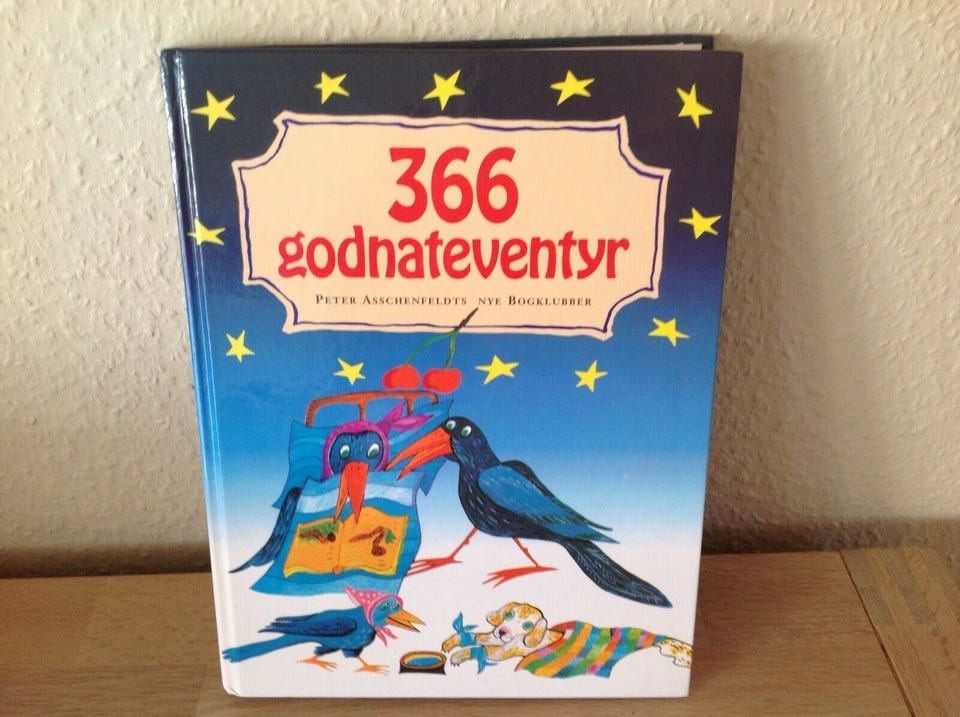 366
godnateventyr
Peter Asschenfeldts nye Bogklubber